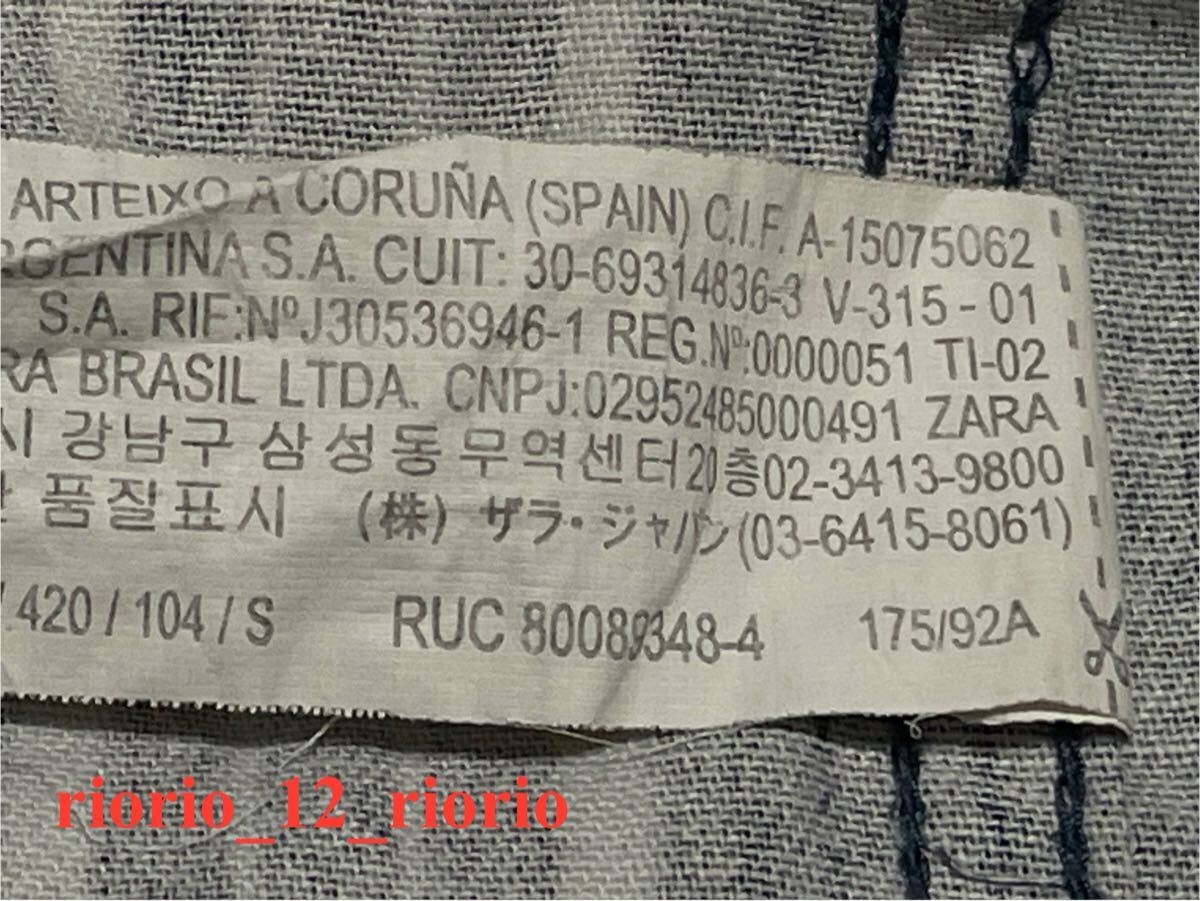 ARTEIXO A CORUÑA (SPAIN) C.I.F. A-15075062
RGENTINA S.A. CUIT: 30-69314836-3 V-315 - 01
S.A. RIF:NºJ30536946-1 REG.Nº:0000051 TI-02
RA BRASIL LTDA. CNPJ:02952485000491 ZARA
시 강남구 삼성동무역센터20층02-3413-9800
품질표시 (株) ザラ・ジャパン(03-6415-8061)
420 / 104 / S RUC 80089348-4 175/92A
riorio_12_riorio